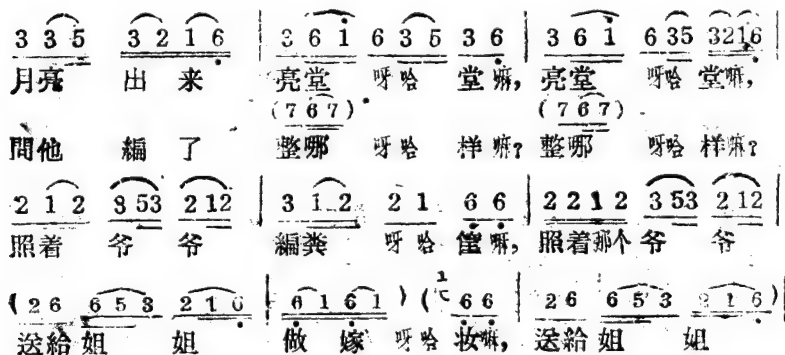 3 3 5 3 2 1 6 | 3 6 1 6 3 5 3 6 | 3 6 1 6 35 3216
月亮 出 来 亮堂 呀哈 堂嘛, 亮堂 呀哈 堂嘛,
(7 6 7) (7 6 7)
問他 編 了 整哪 呀哈 样嘛? 整哪 呀哈 样嘛?
2 1 2 3 53 2 12 | 3 1 2 2 1 6 6 | 2 2 1 2 3 53 2 12 |
照着 爷 爷 編粪 呀哈 筐嘛, 照着那个 爷 爷
(2 6 6 5 3 2 1 6 | 6 1 6 1) (6 6 | 2 6 6 5 3 2 1 6)
送給 姐 姐 做 嫁 呀哈 妆嘛, 送給 姐 姐